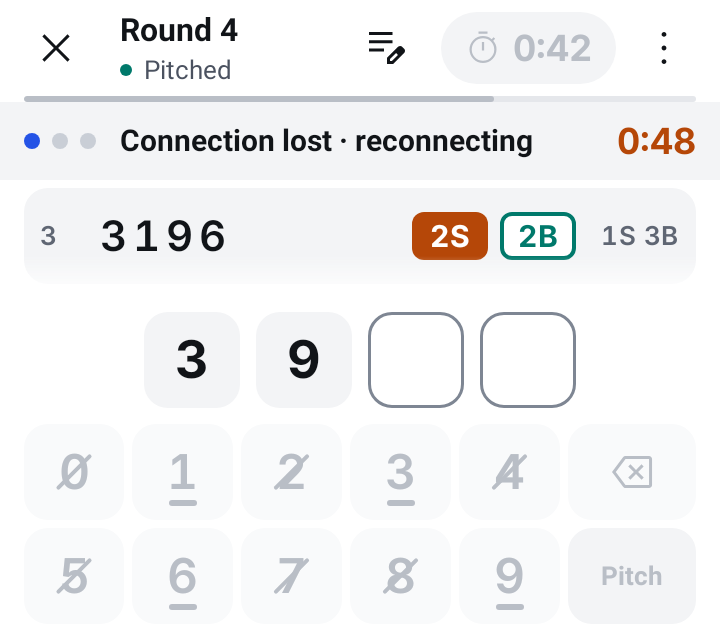 Round 4
Pitched
0:42
Connection lost · reconnecting
0:48
3 3196 2S 2B 1S 3B
3 9
0 1 2 3 4
5 6 7 8 9 Pitch